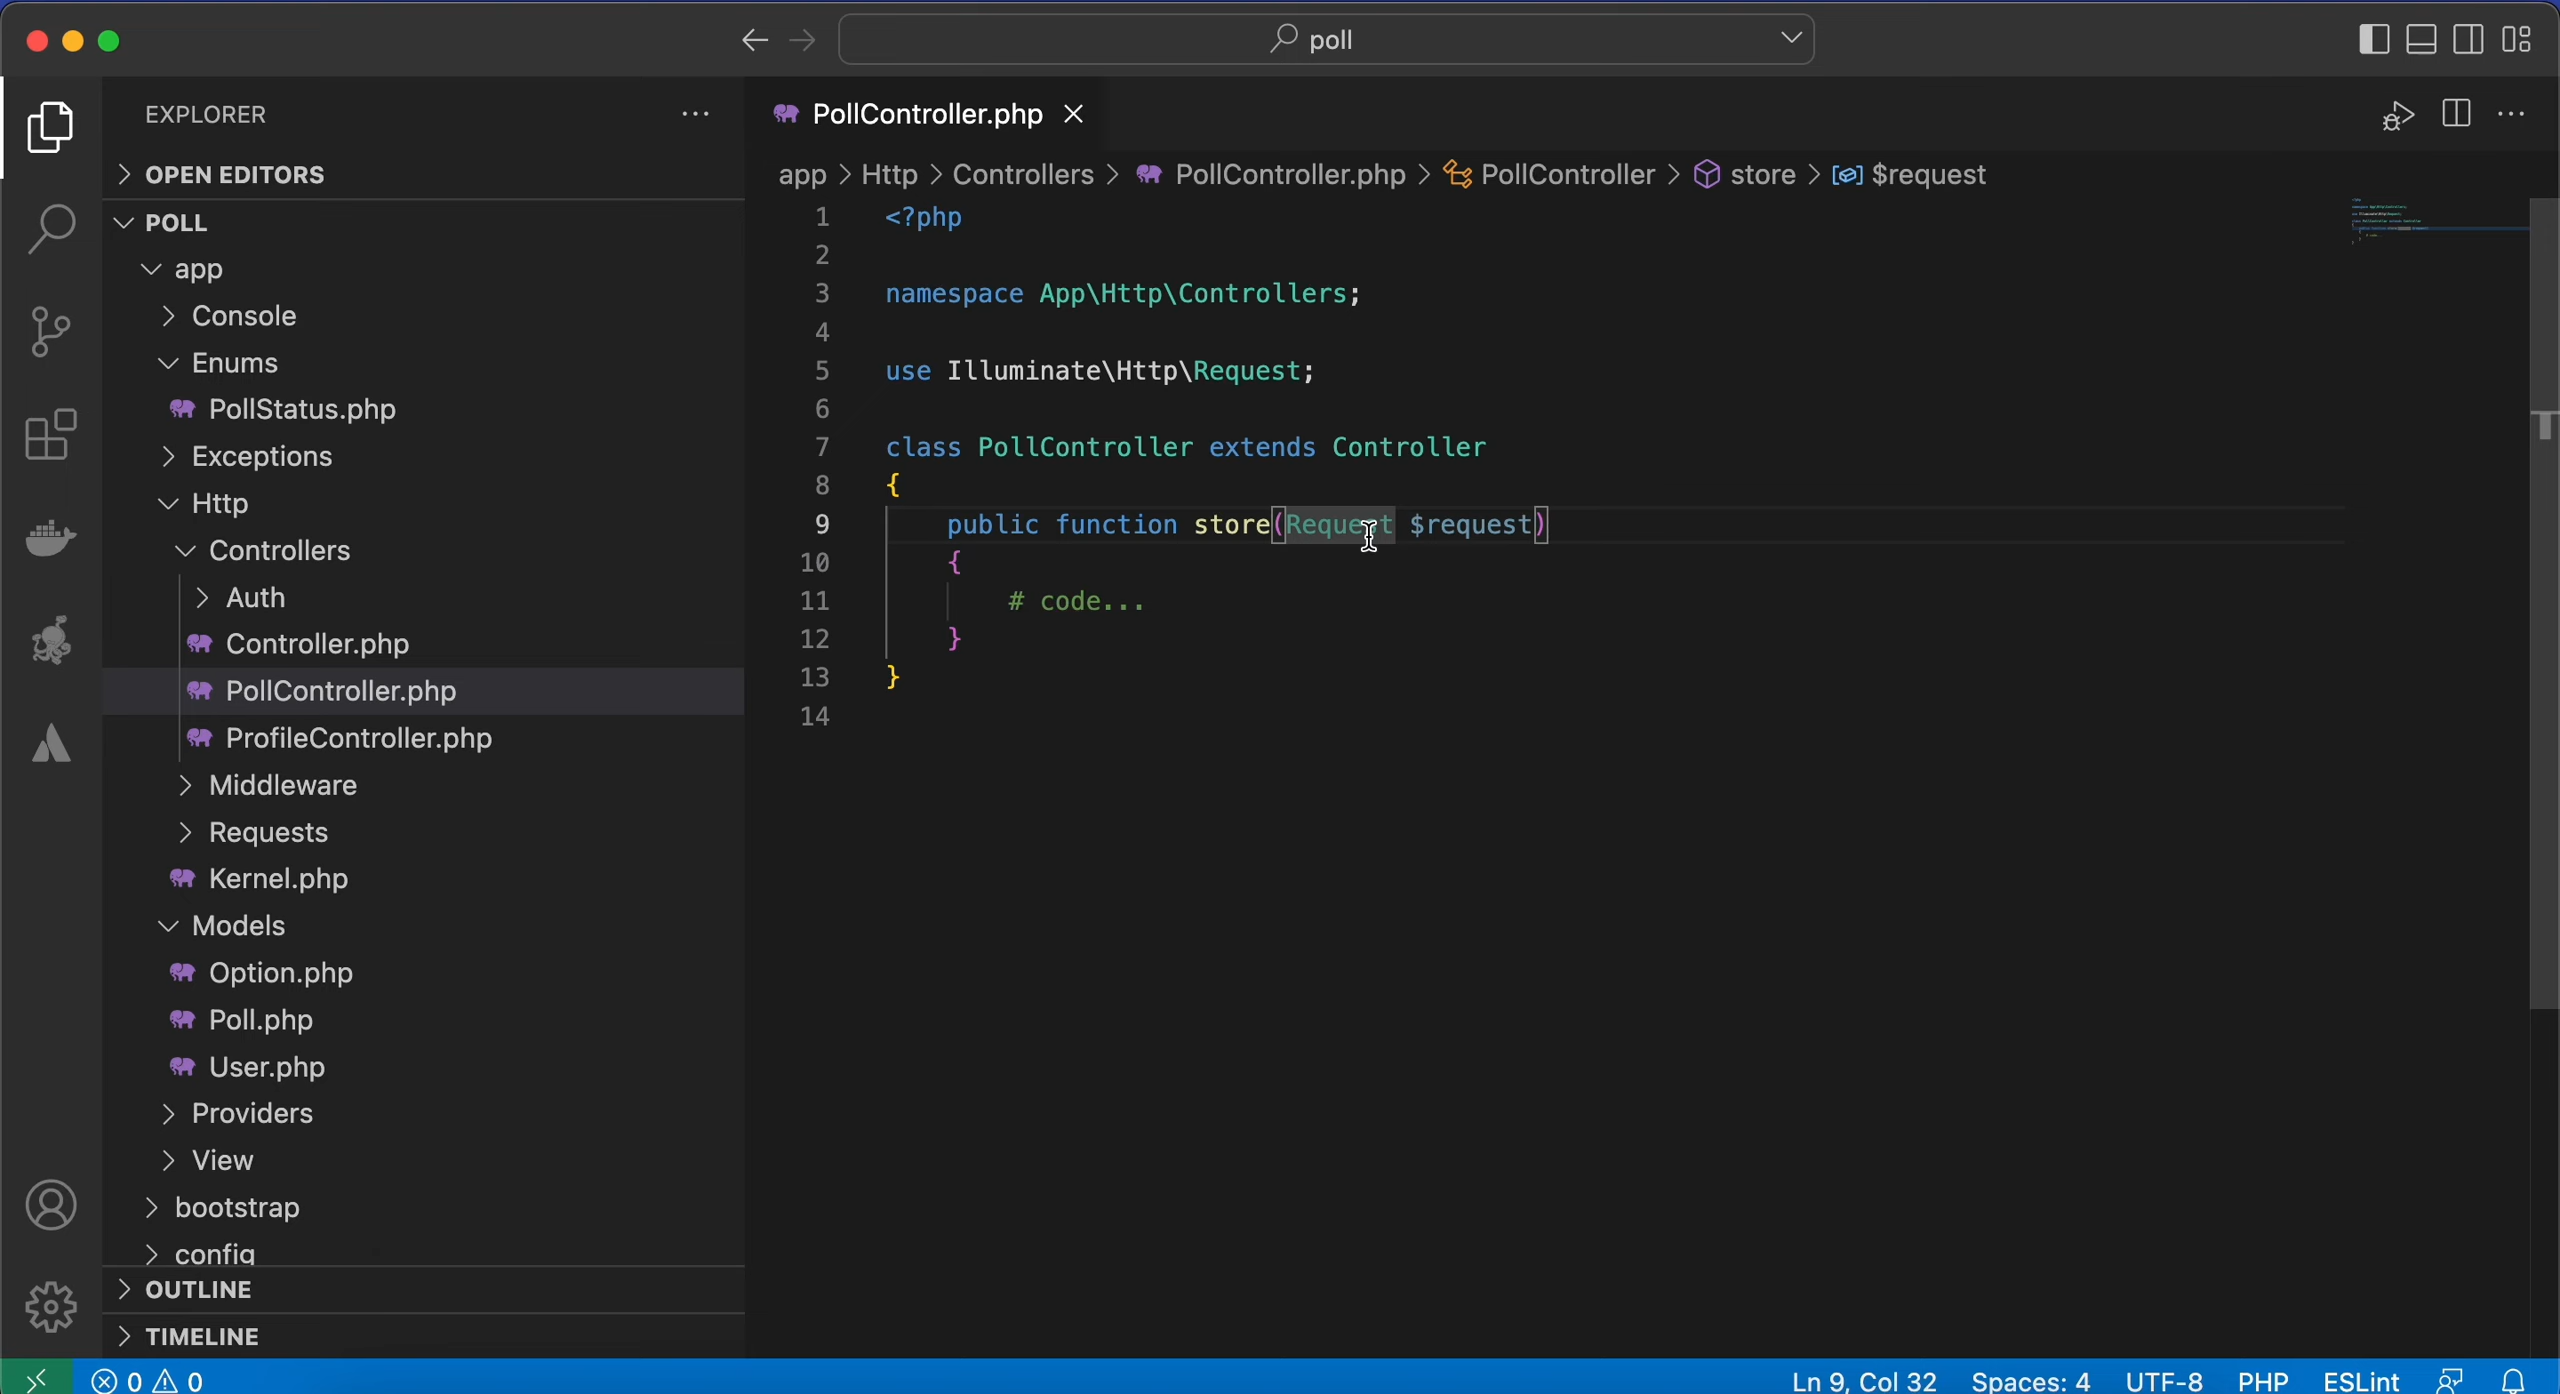 poll
EXPLORER
OPEN EDITORS
POLL
app
Console
Enums
PollStatus.php
Exceptions
Http
Controllers
Auth
Controller.php
PollController.php
ProfileController.php
Middleware
Requests
Kernel.php
Models
Option.php
Poll.php
User.php
Providers
View
bootstrap
config
OUTLINE
TIMELINE
PollController.php
app > Http > Controllers > PollController.php > PollController > store > $request
1 <?php
2
3 namespace App\Http\Controllers;
4
5 use Illuminate\Http\Request;
6
7 class PollController extends Controller
8 {
9 public function store(Request $request)
10 {
11 # code...
12 }
13 }
14
0 0 Ln 9, Col 32 Spaces: 4 UTF-8 PHP ESLint